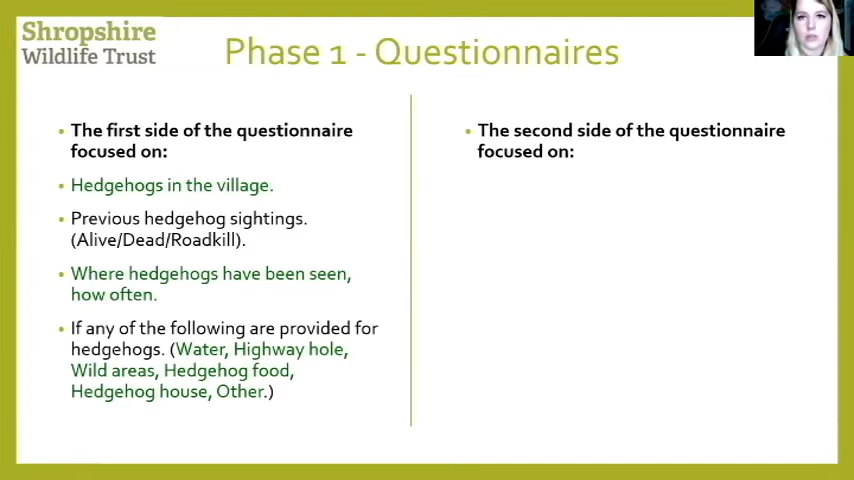 Shropshire
Wildlife Trust
Phase 1 - Questionnaires
• The first side of the questionnaire
focused on:
• Hedgehogs in the village.
• Previous hedgehog sightings.
(Alive/Dead/Roadkill).
• Where hedgehogs have been seen,
how often.
• If any of the following are provided for
hedgehogs. (Water, Highway hole,
Wild areas, Hedgehog food,
Hedgehog house, Other.)
• The second side of the questionnaire
focused on: